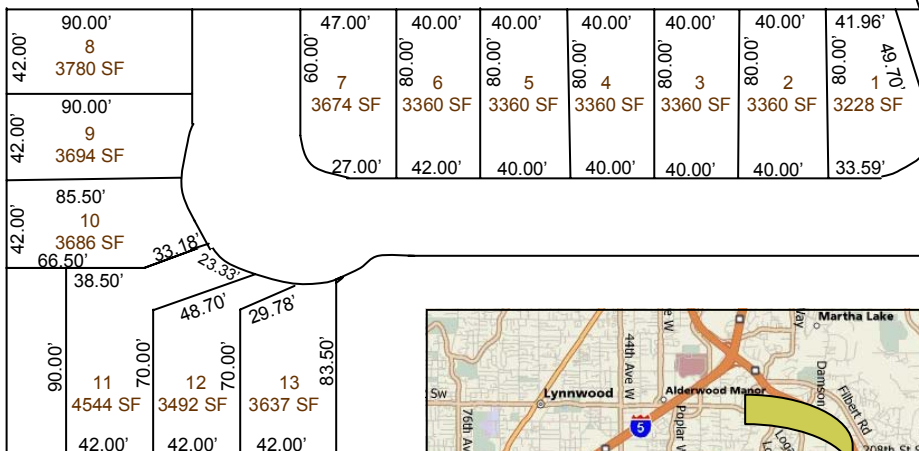 90.00'
42.00'
8
3780 SF
90.00'
42.00'
9
3694 SF
85.50'
42.00'
10
3686 SF
66.50'
33.18'
38.50'
23.33'
90.00'
11
4544 SF
42.00'
48.70'
70.00'
12
3492 SF
42.00'
29.78'
70.00'
13
3637 SF
42.00'
83.50'
47.00'
60.00'
7
3674 SF
27.00'
40.00'
80.00'
6
3360 SF
42.00'
40.00'
80.00'
5
3360 SF
40.00'
40.00'
80.00'
4
3360 SF
40.00'
40.00'
80.00'
3
3360 SF
40.00'
40.00'
80.00'
2
3360 SF
40.00'
41.96'
80.00'
49.70'
1
3228 SF
33.59'
Martha Lake
e W
Way
44th Ave W
Alderwood Manor
Damson
Filbert Rd
Sw
Lynnwood
76th Av
5
Poplar W
Loga
Lo
208th St S